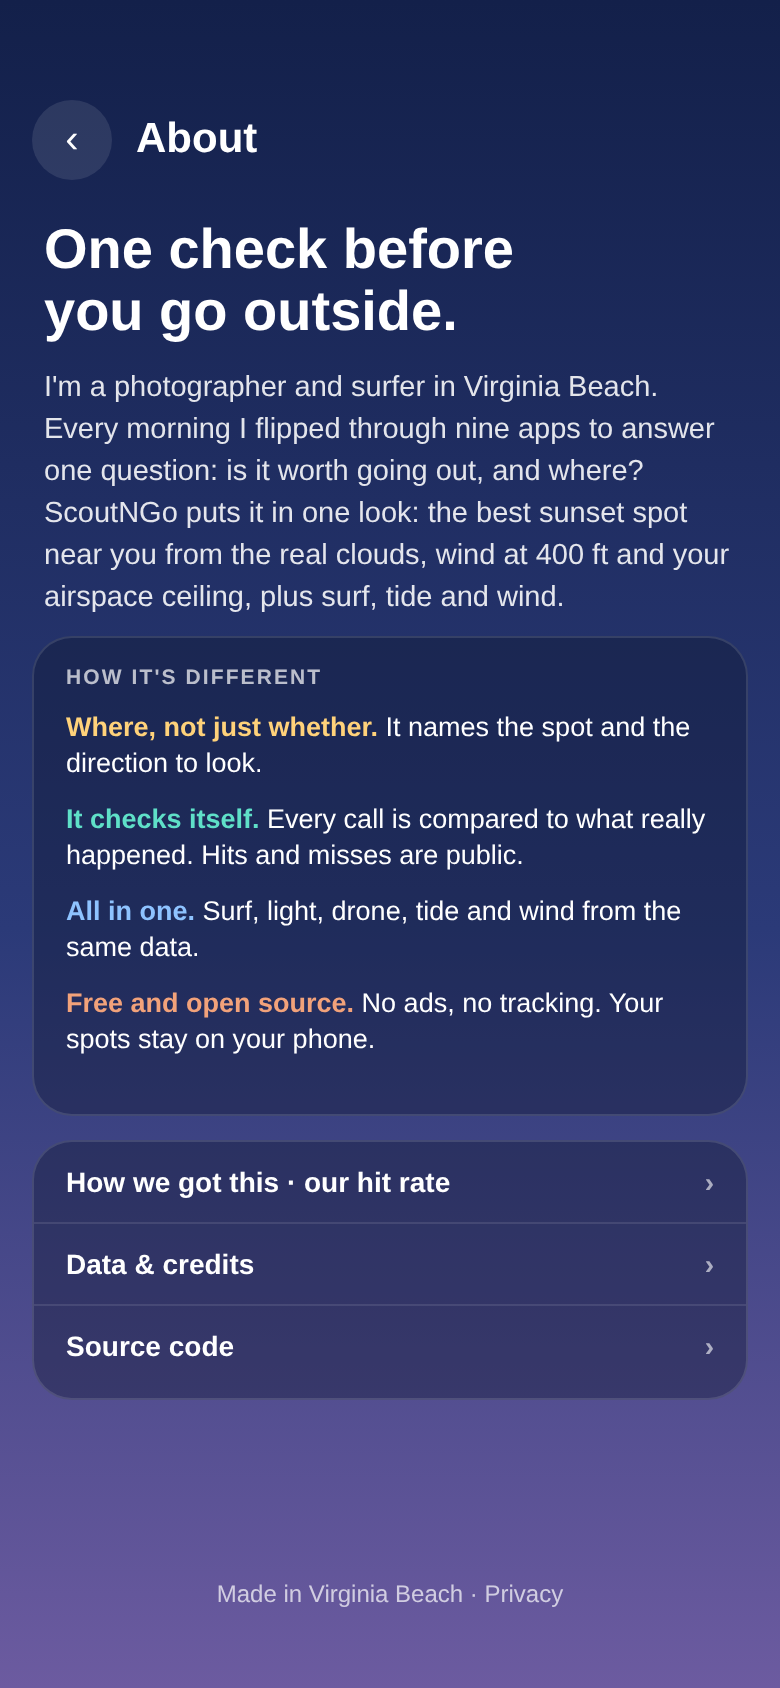 ‹ About
One check before
you go outside.
I'm a photographer and surfer in Virginia Beach.
Every morning I flipped through nine apps to answer
one question: is it worth going out, and where?
ScoutNGo puts it in one look: the best sunset spot
near you from the real clouds, wind at 400 ft and your
airspace ceiling, plus surf, tide and wind.
HOW IT'S DIFFERENT
Where, not just whether. It names the spot and the
direction to look.
It checks itself. Every call is compared to what really
happened. Hits and misses are public.
All in one. Surf, light, drone, tide and wind from the
same data.
Free and open source. No ads, no tracking. Your
spots stay on your phone.
How we got this · our hit rate ›
Data & credits ›
Source code ›
Made in Virginia Beach · Privacy